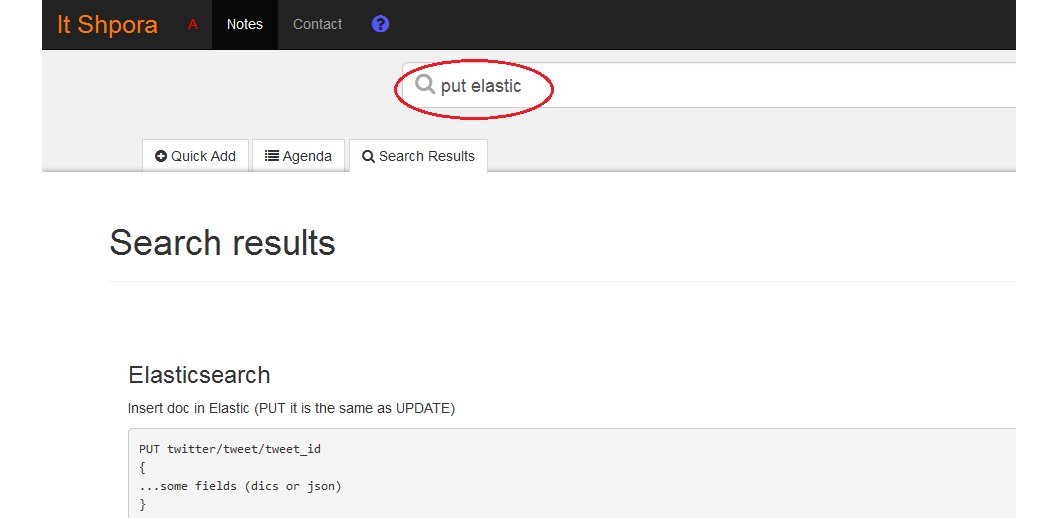 It Shpora A Notes Contact ?
put elastic
Quick Add Agenda Search Results
Search results
Elasticsearch
Insert doc in Elastic (PUT it is the same as UPDATE)
PUT twitter/tweet/tweet_id
{
...some fields (dics or json)
}